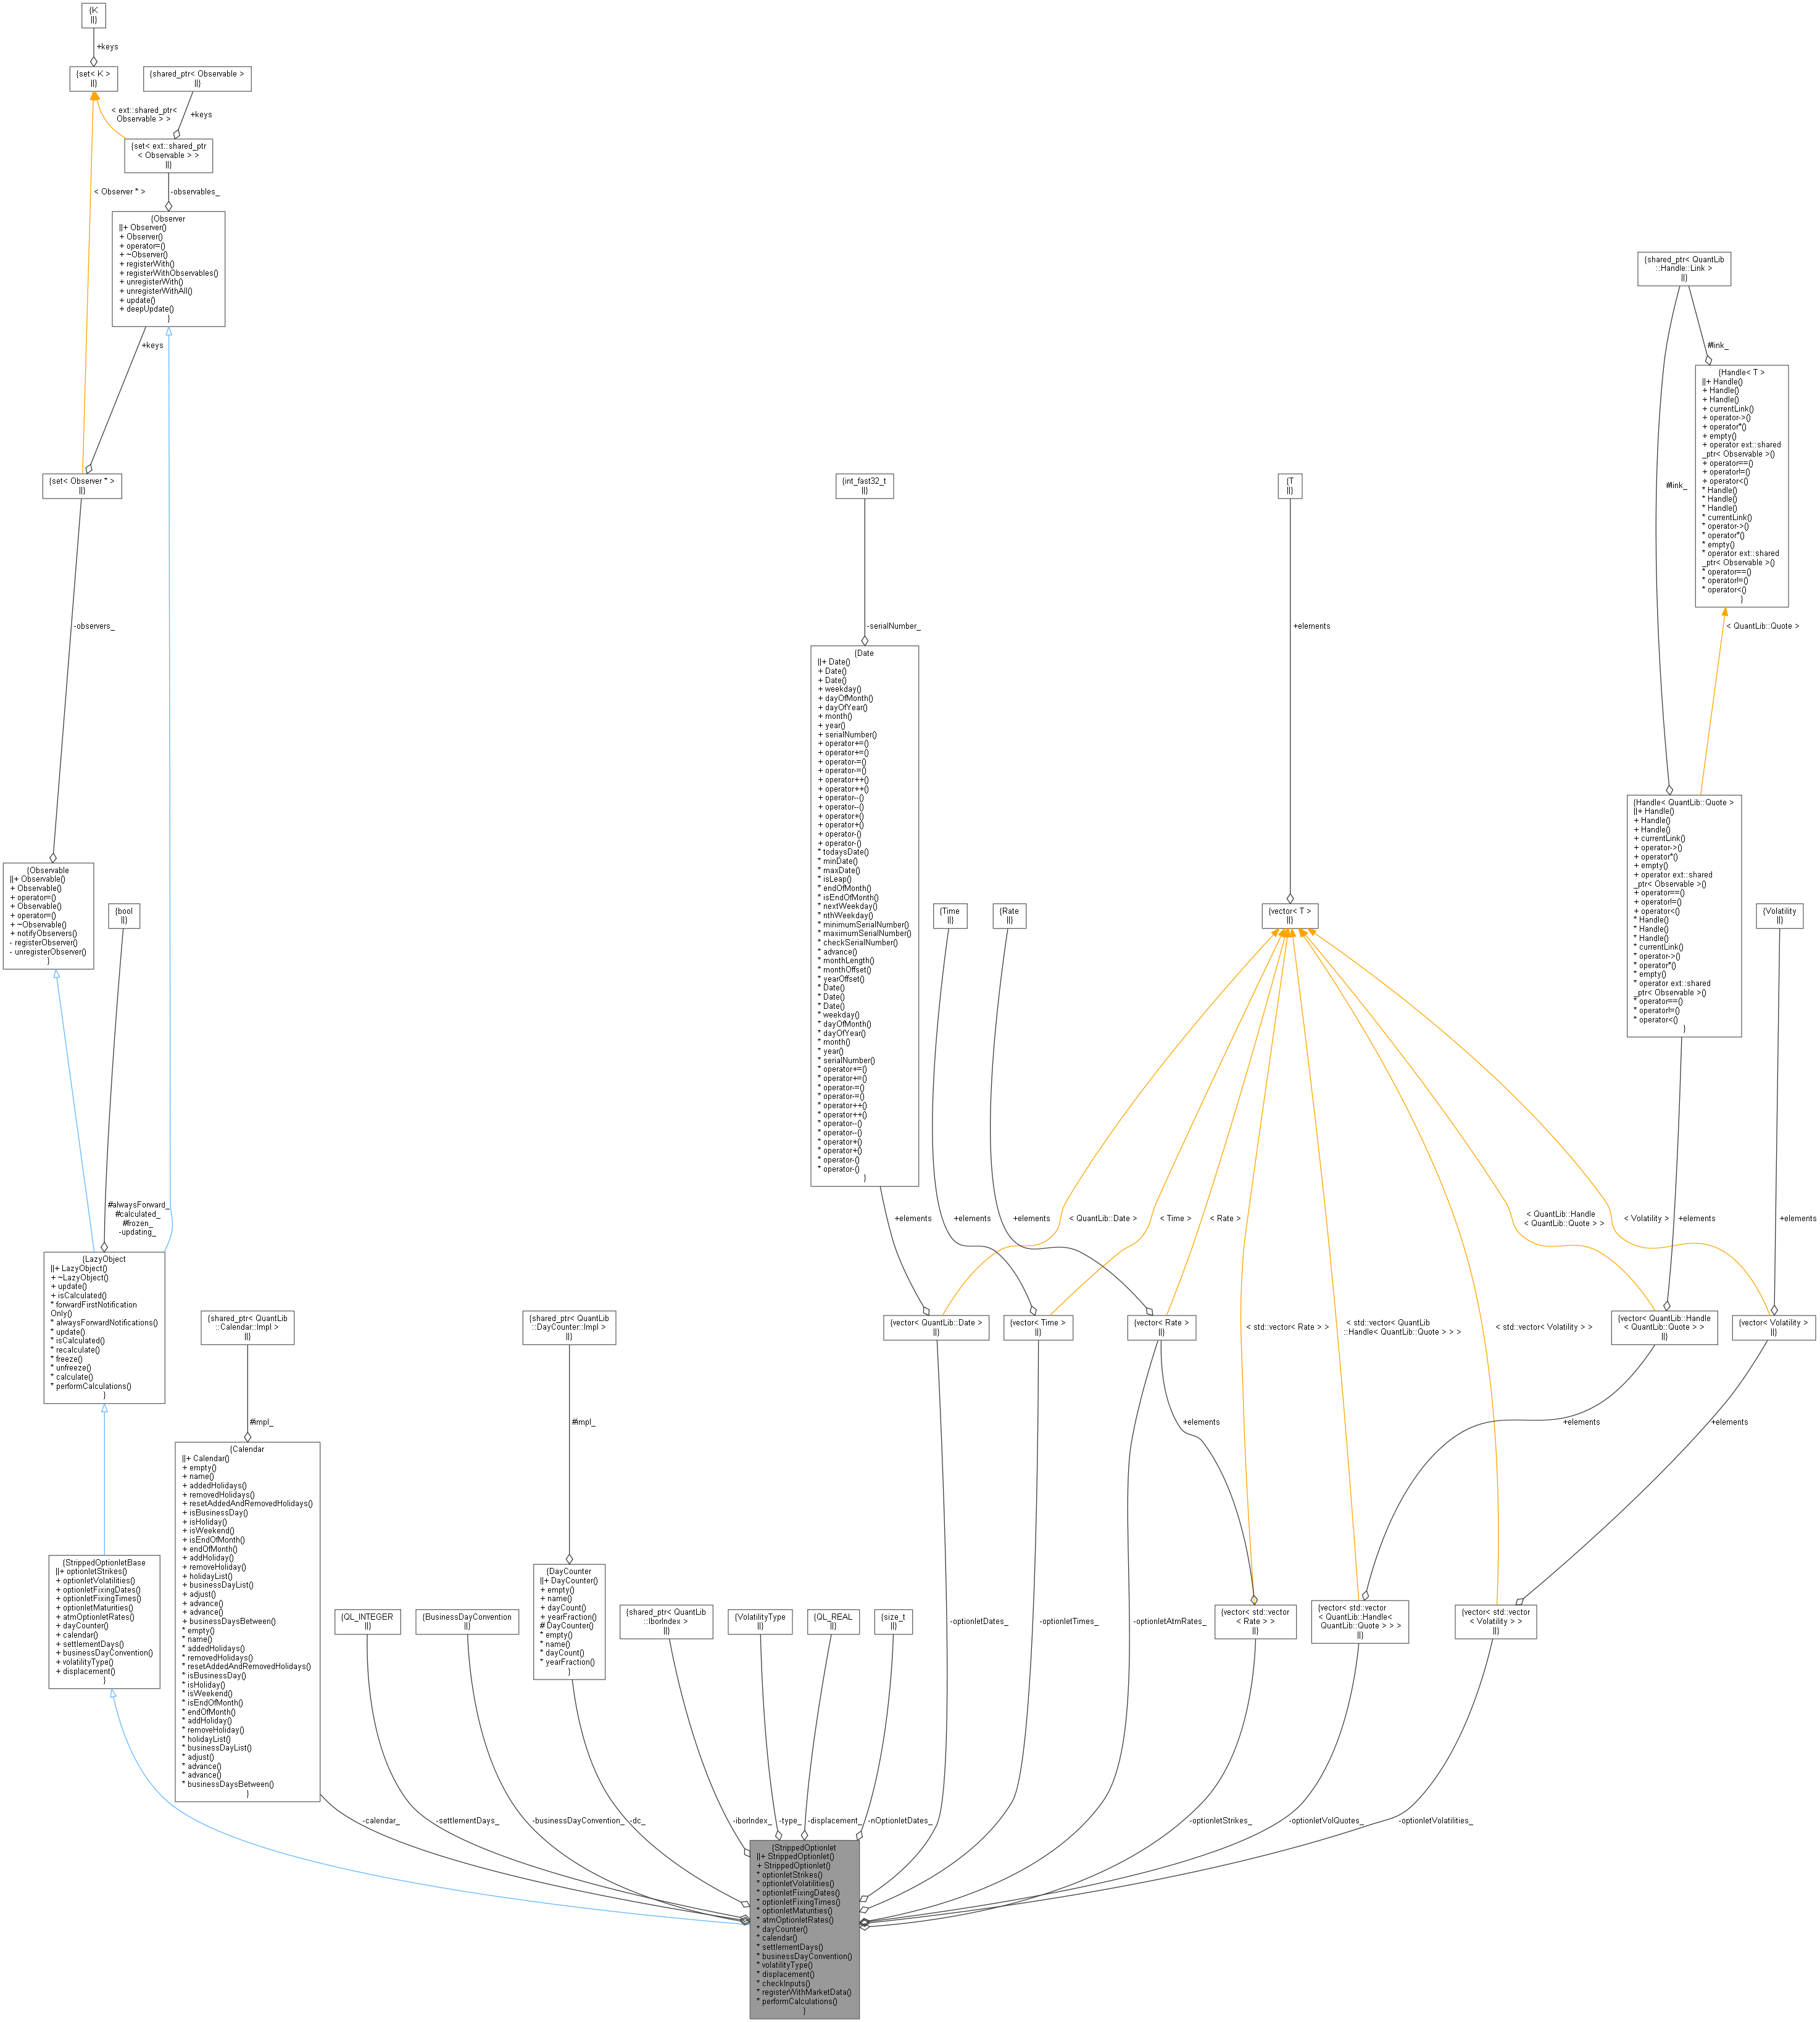 {K
||}
+keys
{set< K >
||}
{shared_ptr< Observable >
||}
< ext::shared_ptr<
Observable > >
+keys
{set< ext::shared_ptr
< Observable > >
||}
< Observer * >
-observables_
{Observer
||+ Observer()
+ Observer()
+ operator=()
+ ~Observer()
+ registerWith()
+ registerWithObservables()
+ unregisterWith()
+ unregisterWithAll()
+ update()
+ deepUpdate()
}
+keys
{set< Observer * >
||}
-observers_
{Observable
||+ Observable()
+ Observable()
+ operator=()
+ Observable()
+ operator=()
+ ~Observable()
+ notifyObservers()
- registerObserver()
- unregisterObserver()
}
{bool
||}
#alwaysForward_
#calculated_
#frozen_
-updating_
{LazyObject
||+ LazyObject()
+ ~LazyObject()
+ update()
+ isCalculated()
* forwardFirstNotification
Only()
* alwaysForwardNotifications()
* update()
* isCalculated()
* recalculate()
* freeze()
* unfreeze()
* calculate()
* performCalculations()
}
{StrippedOptionletBase
||+ optionletStrikes()
+ optionletVolatilities()
+ optionletFixingDates()
+ optionletFixingTimes()
+ optionletMaturities()
+ atmOptionletRates()
+ dayCounter()
+ calendar()
+ settlementDays()
+ businessDayConvention()
+ volatilityType()
+ displacement()
}
{shared_ptr< QuantLib
::Calendar::Impl >
||}
#impl_
{Calendar
||+ Calendar()
+ empty()
+ name()
+ addedHolidays()
+ removedHolidays()
+ resetAddedAndRemovedHolidays()
+ isBusinessDay()
+ isHoliday()
+ isWeekend()
+ isEndOfMonth()
+ endOfMonth()
+ addHoliday()
+ removeHoliday()
+ holidayList()
+ businessDayList()
+ adjust()
+ advance()
+ advance()
+ businessDaysBetween()
* empty()
* name()
* addedHolidays()
* removedHolidays()
* resetAddedAndRemovedHolidays()
* isBusinessDay()
* isHoliday()
* isWeekend()
* isEndOfMonth()
* endOfMonth()
* addHoliday()
* removeHoliday()
* holidayList()
* businessDayList()
* adjust()
* advance()
* advance()
* businessDaysBetween()
}
-calendar_
{QL_INTEGER
||}
-settlementDays_
{BusinessDayConvention
||}
-businessDayConvention_
{shared_ptr< QuantLib
::DayCounter::Impl >
||}
#impl_
{DayCounter
||+ DayCounter()
+ empty()
+ name()
+ dayCount()
+ yearFraction()
# DayCounter()
* empty()
* name()
* dayCount()
* yearFraction()
}
-dc_
{shared_ptr< QuantLib
::IborIndex >
||}
-iborIndex_
{VolatilityType
||}
-type_
{QL_REAL
||}
-displacement_
{size_t
||}
-nOptionletDates_
{int_fast32_t
||}
-serialNumber_
{Date
||+ Date()
+ Date()
+ Date()
+ weekday()
+ dayOfMonth()
+ dayOfYear()
+ month()
+ year()
+ serialNumber()
+ operator+=()
+ operator+=()
+ operator-=()
+ operator-=()
+ operator++()
+ operator++()
+ operator--()
+ operator--()
+ operator+()
+ operator+()
+ operator-()
+ operator-()
* todaysDate()
* minDate()
* maxDate()
* isLeap()
* endOfMonth()
* isEndOfMonth()
* nextWeekday()
* nthWeekday()
* minimumSerialNumber()
* maximumSerialNumber()
* checkSerialNumber()
* advance()
* monthLength()
* monthOffset()
* yearOffset()
* Date()
* Date()
* Date()
* weekday()
* dayOfMonth()
* dayOfYear()
* month()
* year()
* serialNumber()
* operator+=()
* operator+=()
* operator-=()
* operator-=()
* operator++()
* operator++()
* operator--()
* operator--()
* operator+()
* operator+()
* operator-()
* operator-()
}
+elements
{vector< QuantLib::Date >
||}
-optionletDates_
{Time
||}
+elements
{vector< Time >
||}
-optionletTimes_
{Rate
||}
+elements
{vector< Rate >
||}
-optionletAtmRates_
{T
||}
+elements
{vector< T >
||}
< QuantLib::Date >
< Time >
< Rate >
< std::vector< Rate > >
< std::vector< QuantLib
::Handle< QuantLib::Quote > > >
< std::vector< Volatility > >
< QuantLib::Handle
< QuantLib::Quote > >
< Volatility >
+elements
{vector< std::vector
< Rate > >
||}
-optionletStrikes_
{shared_ptr< QuantLib
::Handle::Link >
||}
#link_
#link_
{Handle< T >
||+ Handle()
+ Handle()
+ Handle()
+ currentLink()
+ operator->()
+ operator*()
+ empty()
+ operator ext::shared
_ptr< Observable >()
+ operator==()
+ operator!=()
+ operator<()
* Handle()
* Handle()
* Handle()
* currentLink()
* operator->()
* operator*()
* empty()
* operator ext::shared
_ptr< Observable >()
* operator==()
* operator!=()
* operator<()
}
< QuantLib::Quote >
{Handle< QuantLib::Quote >
||+ Handle()
+ Handle()
+ Handle()
+ currentLink()
+ operator->()
+ operator*()
+ empty()
+ operator ext::shared
_ptr< Observable >()
+ operator==()
+ operator!=()
+ operator<()
* Handle()
* Handle()
* Handle()
* currentLink()
* operator->()
* operator*()
* empty()
* operator ext::shared
_ptr< Observable >()
* operator==()
* operator!=()
* operator<()
}
+elements
{vector< QuantLib::Handle
< QuantLib::Quote > >
||}
+elements
{vector< std::vector
< QuantLib::Handle<
QuantLib::Quote > > >
||}
-optionletVolQuotes_
{Volatility
||}
+elements
{vector< Volatility >
||}
+elements
{vector< std::vector
< Volatility > >
||}
-optionletVolatilities_
{StrippedOptionlet
||+ StrippedOptionlet()
+ StrippedOptionlet()
* optionletStrikes()
* optionletVolatilities()
* optionletFixingDates()
* optionletFixingTimes()
* optionletMaturities()
* atmOptionletRates()
* dayCounter()
* calendar()
* settlementDays()
* businessDayConvention()
* volatilityType()
* displacement()
* checkInputs()
* registerWithMarketData()
* performCalculations()
}